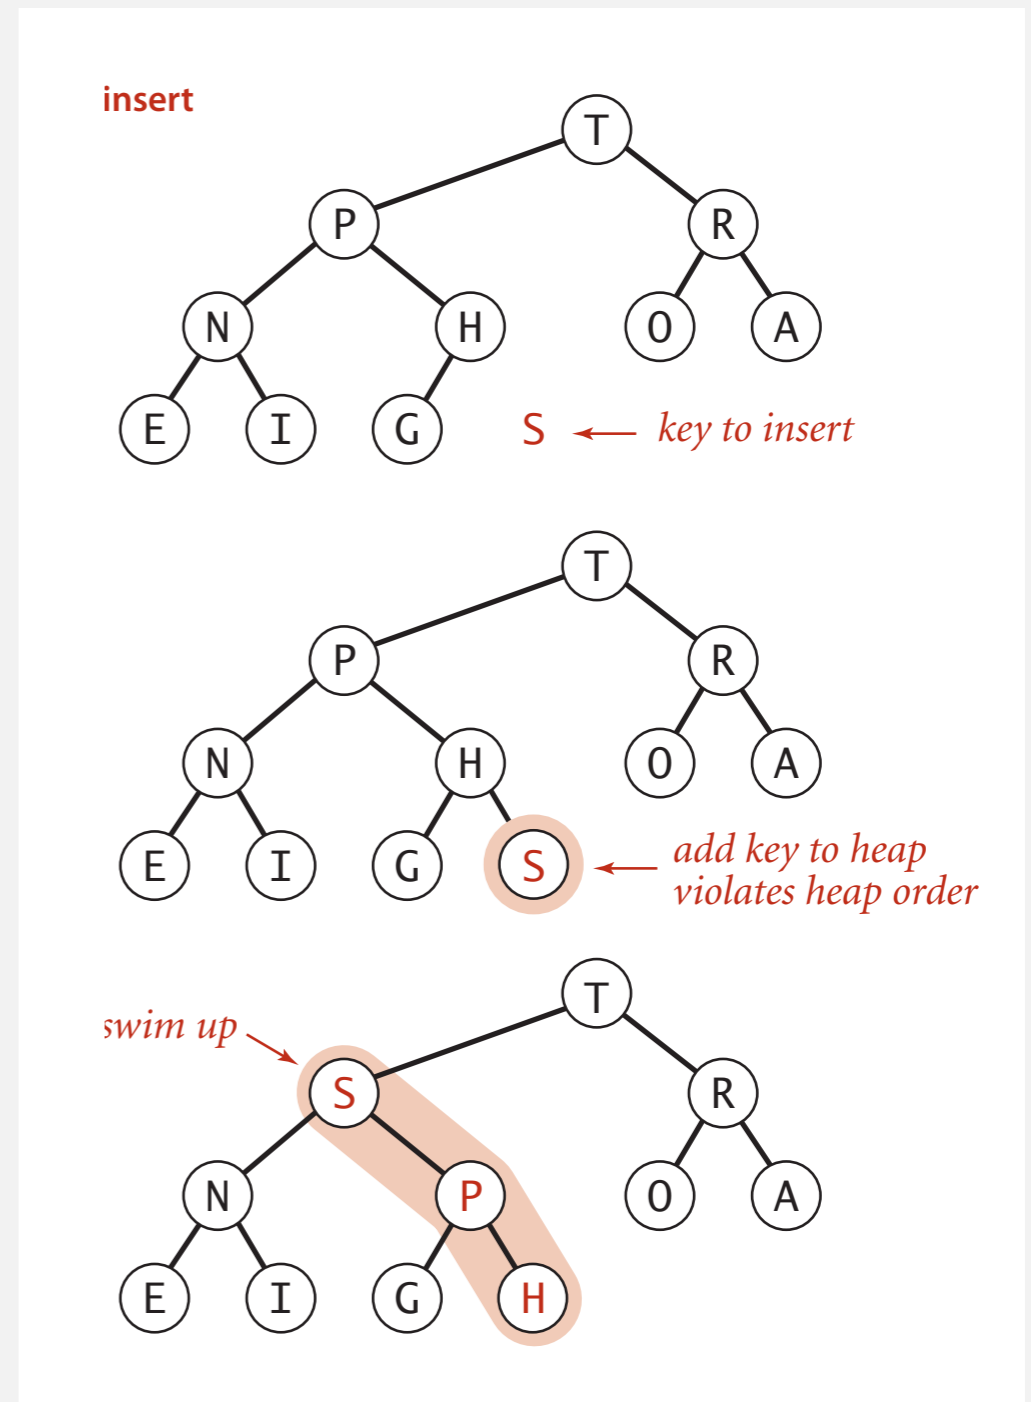 insert
T
P R
N H O A
E I G S key to insert
T
P R
N H O A
E I G S add key to heap
violates heap order
T
swim up
S R
N P O A
E I G H